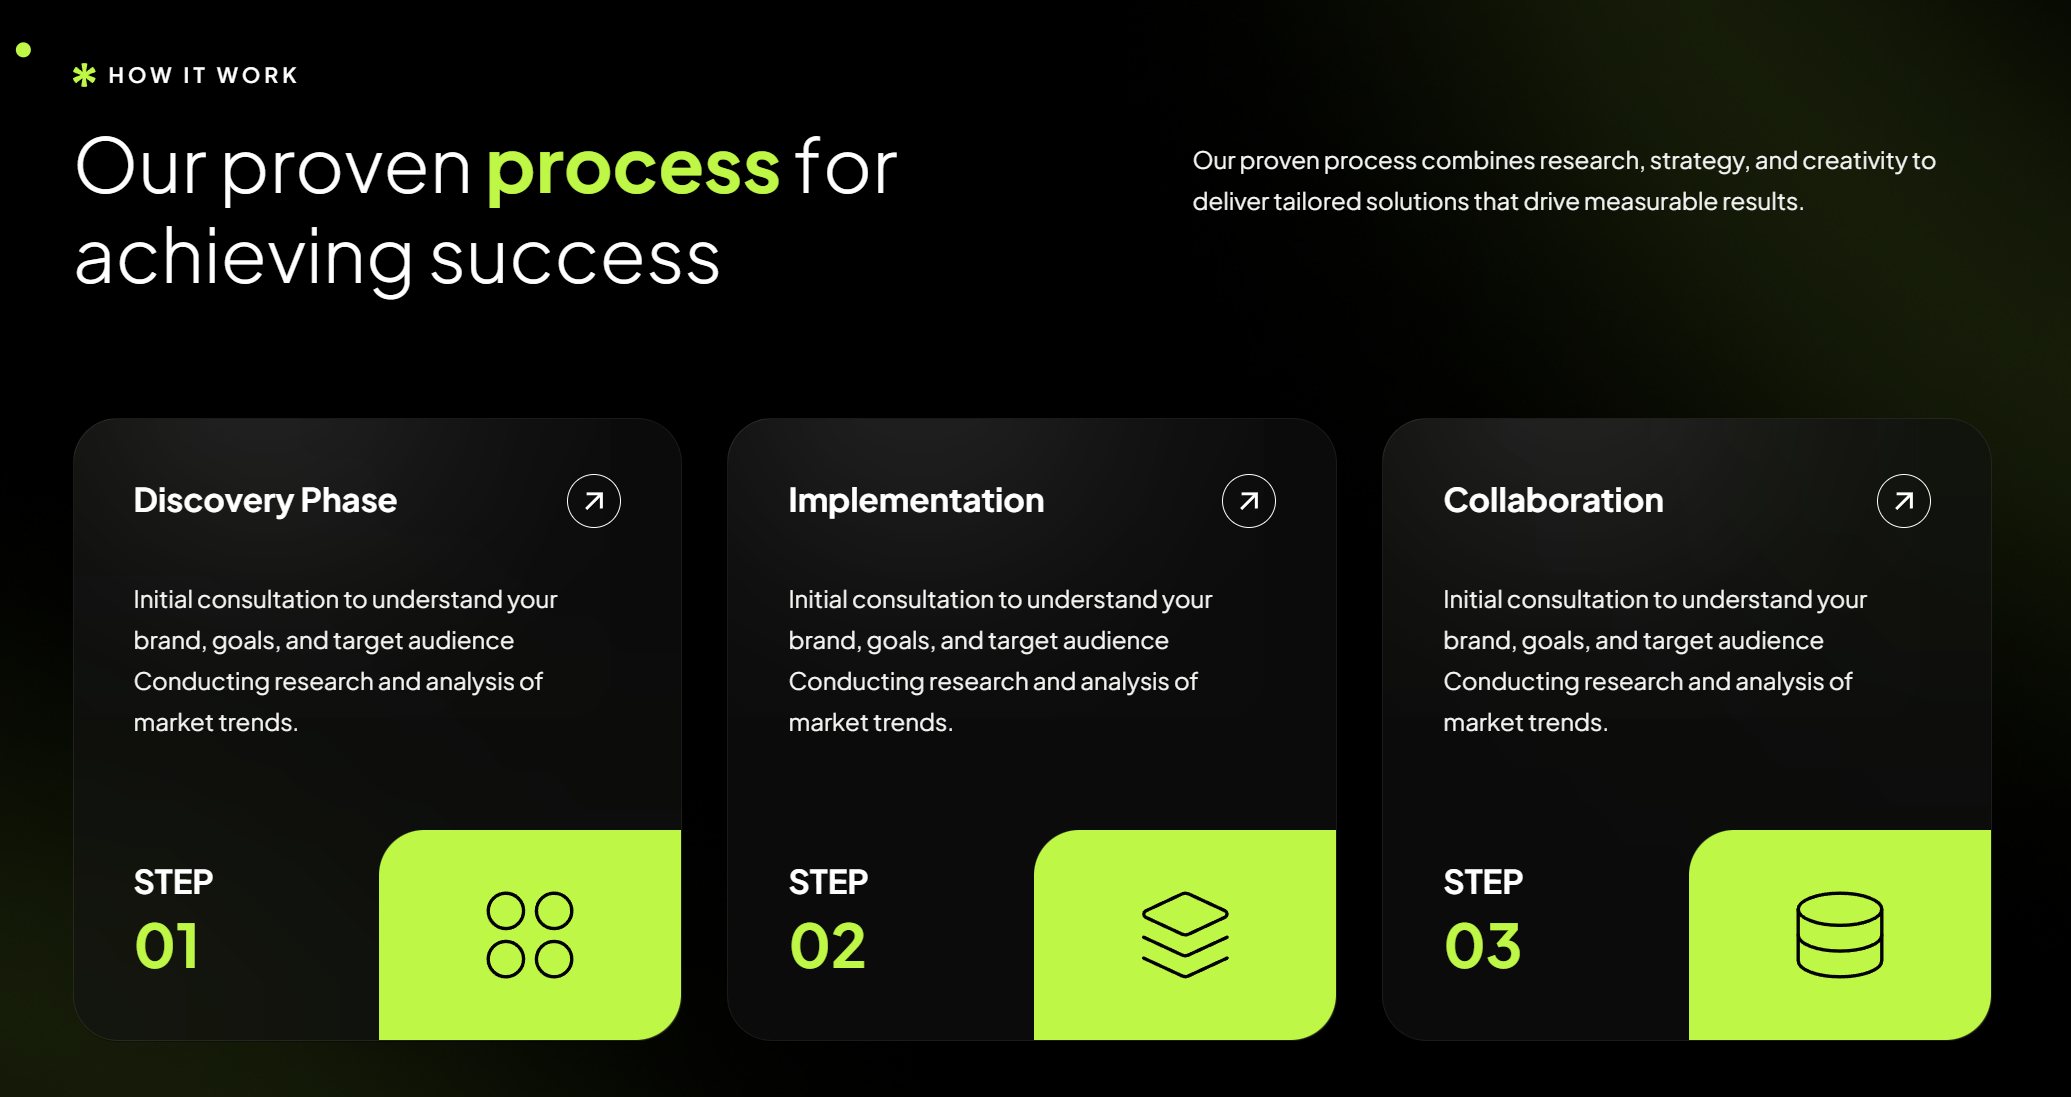 HOW IT WORK
Our proven process for
achieving success
Our proven process combines research, strategy, and creativity to
deliver tailored solutions that drive measurable results.
Discovery Phase
Initial consultation to understand your
brand, goals, and target audience
Conducting research and analysis of
market trends.
STEP
01
Implementation
Initial consultation to understand your
brand, goals, and target audience
Conducting research and analysis of
market trends.
STEP
02
Collaboration
Initial consultation to understand your
brand, goals, and target audience
Conducting research and analysis of
market trends.
STEP
03